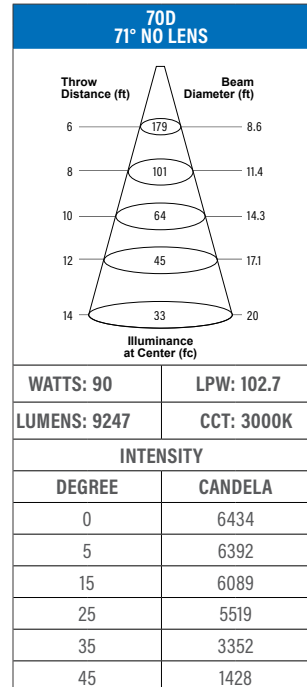 70D
71° NO LENS
Throw Distance (ft)
Beam Diameter (ft)
6 179 8.6
8 101 11.4
10 64 14.3
12 45 17.1
14 33 20
Illuminance
at Center (fc)
WATTS: 90 LPW: 102.7
LUMENS: 9247 CCT: 3000K
INTENSITY
DEGREE CANDELA
0 6434
5 6392
15 6089
25 5519
35 3352
45 1428